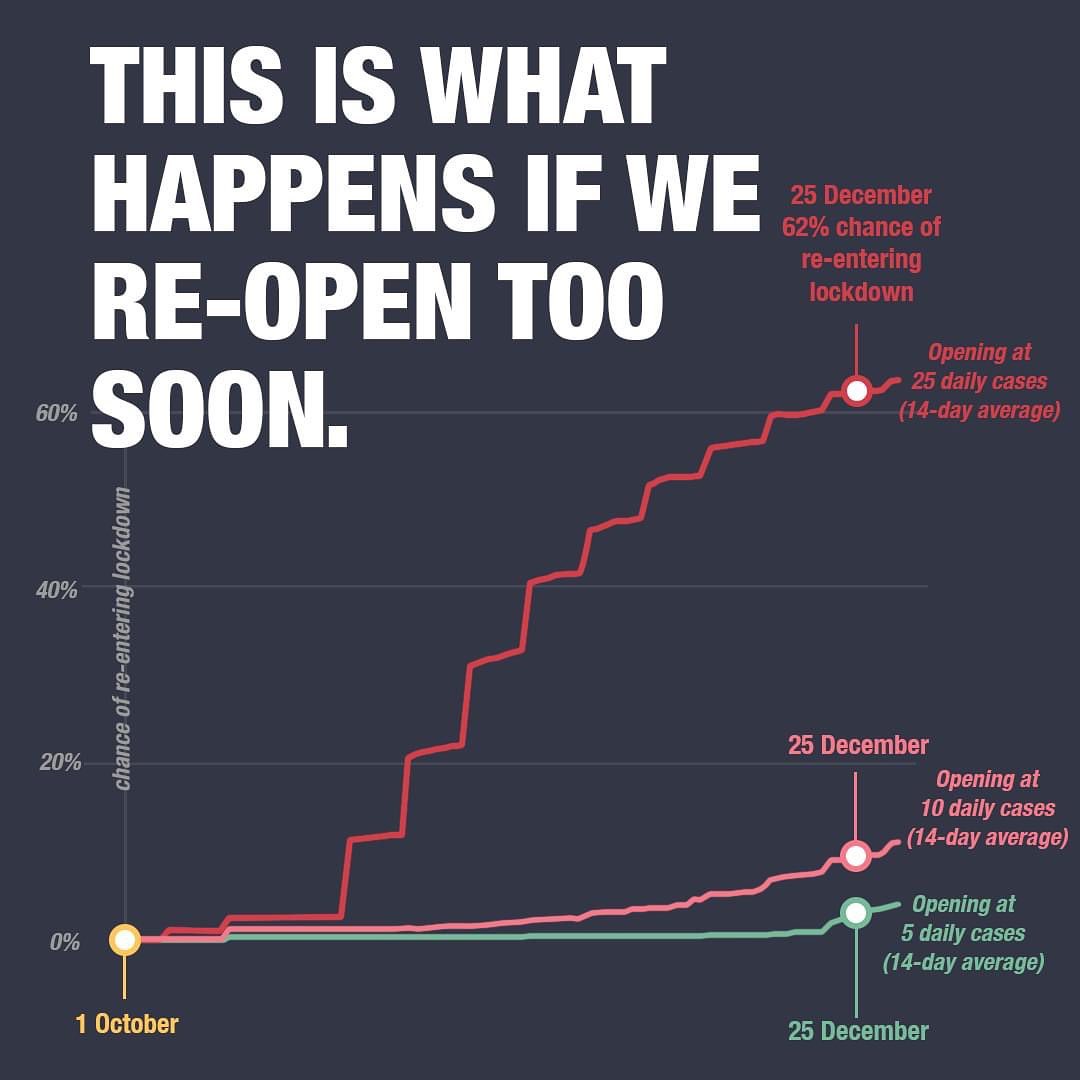 THIS IS WHAT
HAPPENS IF WE
RE-OPEN TOO
SOON.
25 December
62% chance of
re-entering
lockdown
Opening at
25 daily cases
(14-day average)
60%
chance of re-entering lockdown
40%
20%
25 December
Opening at
10 daily cases
(14-day average)
Opening at
5 daily cases
(14-day average)
0%
1 October
25 December